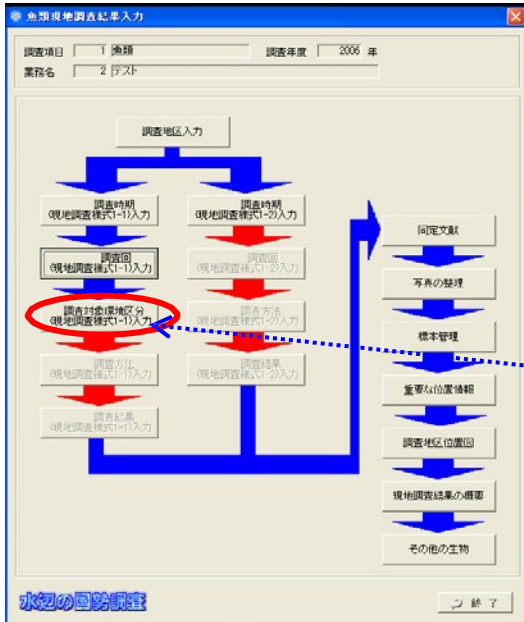 魚類現地調査結果入力
調査項目 1 魚類 調査年度 2006 年
業務名 2 テスト
調査地区入力
調査時期
(現地調査様式1-1)入力
調査時期
(現地調査様式1-2)入力
調査回
(現地調査様式1-1)入力
調査回
(現地調査様式1-2)入力
調査対象環境区分
(現地調査様式1-1)入力
調査方法
(現地調査様式1-2)入力
調査方法
(現地調査様式1-1)入力
調査結果
(現地調査様式1-2)入力
調査結果
(現地調査様式1-1)入力
同定文献
写真の整理
標本管理
重要な位置情報
調査地区位置図
現地調査結果の概要
その他の生物
水辺の国勢調査
終了